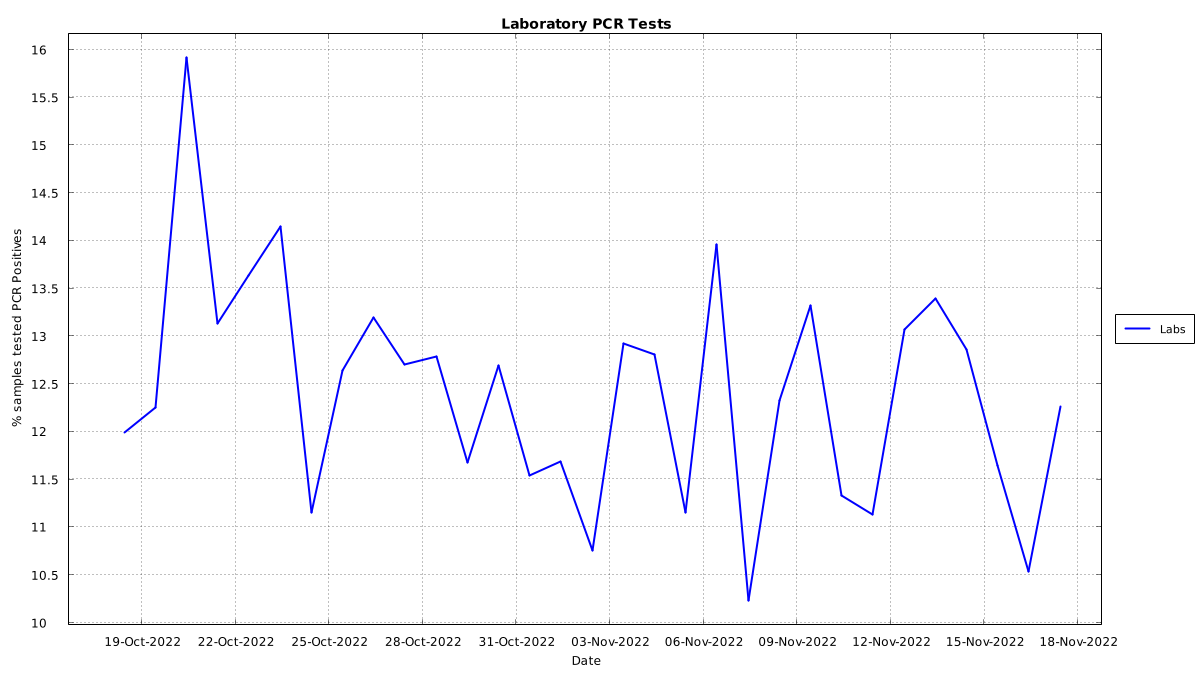 Laboratory PCR Tests
% samples tested PCR Positives
16
15.5
15
14.5
14
13.5
13
12.5
12
11.5
11
10.5
10
19-Oct-2022 22-Oct-2022 25-Oct-2022 28-Oct-2022 31-Oct-2022 03-Nov-2022 06-Nov-2022 09-Nov-2022 12-Nov-2022 15-Nov-2022 18-Nov-2022
Date
Labs